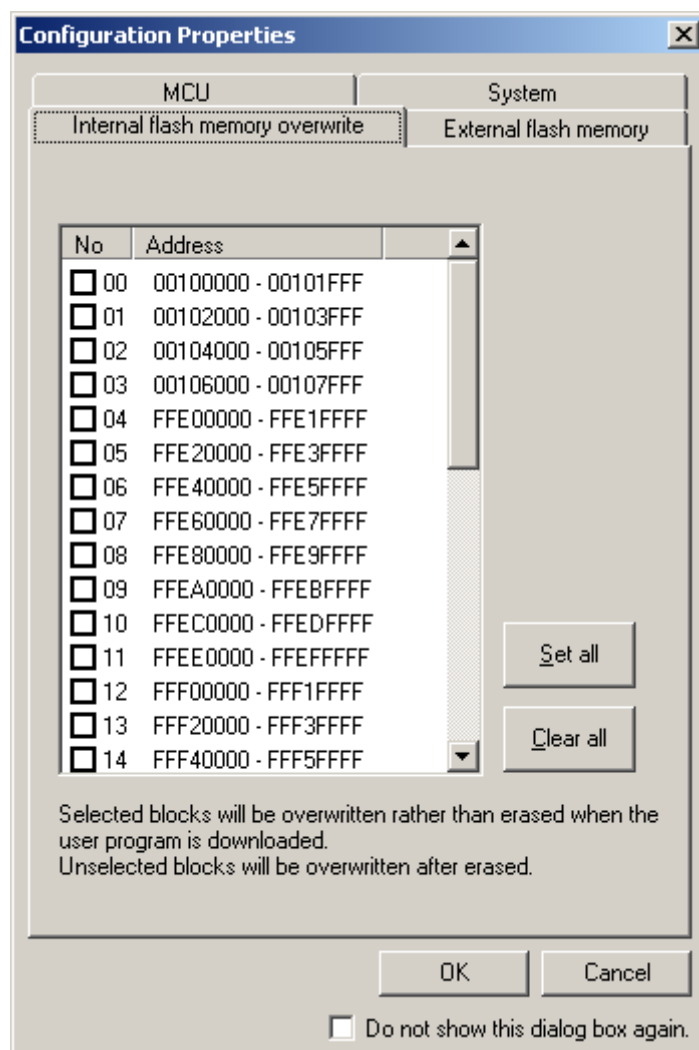 Configuration Properties
MCU
System
Internal flash memory overwrite
External flash memory
No Address
00 00100000 - 00101FFF
01 00102000 - 00103FFF
02 00104000 - 00105FFF
03 00106000 - 00107FFF
04 FFE00000 - FFE1FFFF
05 FFE20000 - FFE3FFFF
06 FFE40000 - FFE5FFFF
07 FFE60000 - FFE7FFFF
08 FFE80000 - FFE9FFFF
09 FFEA0000 - FFEBFFFF
10 FFEC0000 - FFEDFFFF
11 FFEE0000 - FFEFFFFF
12 FFF00000 - FFF1FFFF
13 FFF20000 - FFF3FFFF
14 FFF40000 - FFF5FFFF
Set all
Clear all
Selected blocks will be overwritten rather than erased when the
user program is downloaded.
Unselected blocks will be overwritten after erased.
OK
Cancel
Do not show this dialog box again.